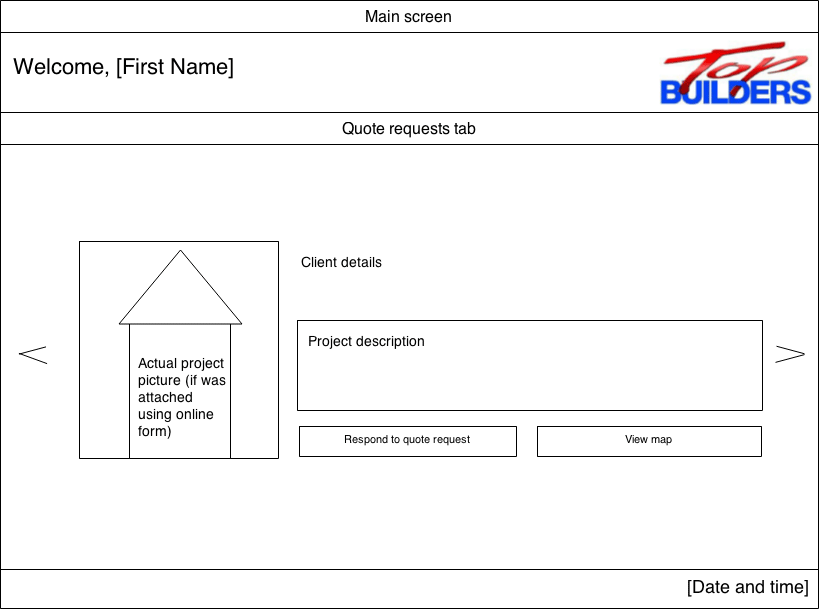 Main screen
Welcome, [First Name]
Top
BUILDERS
Quote requests tab
Client details
Project description
Actual project
picture (if was
attached
using online
form)
Respond to quote request
View map
[Date and time]